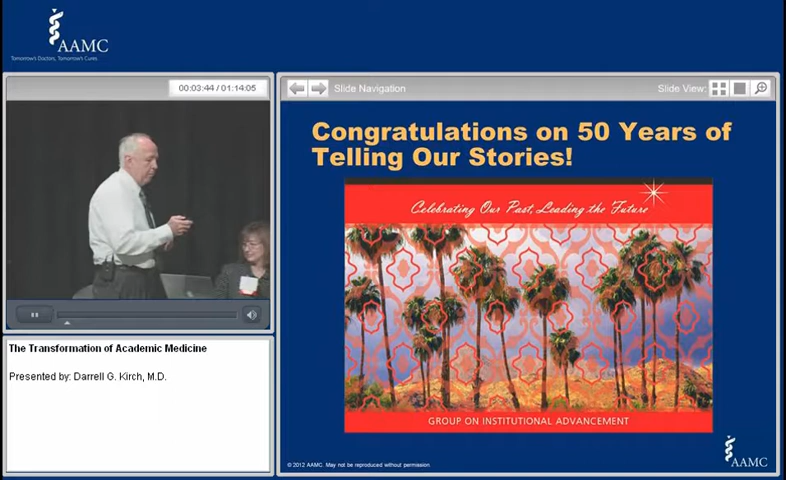 AAMC
Tomorrow's Doctors, Tomorrow's Cures
00:03:44 / 01:14:05
Slide Navigation
Slide View:
Congratulations on 50 Years of
Telling Our Stories!
Celebrating Our Past, Leading the Future
GROUP ON INSTITUTIONAL ADVANCEMENT
The Transformation of Academic Medicine
Presented by: Darrell G. Kirch, M.D.
© 2012 AAMC. May not be reproduced without permission.
AAMC